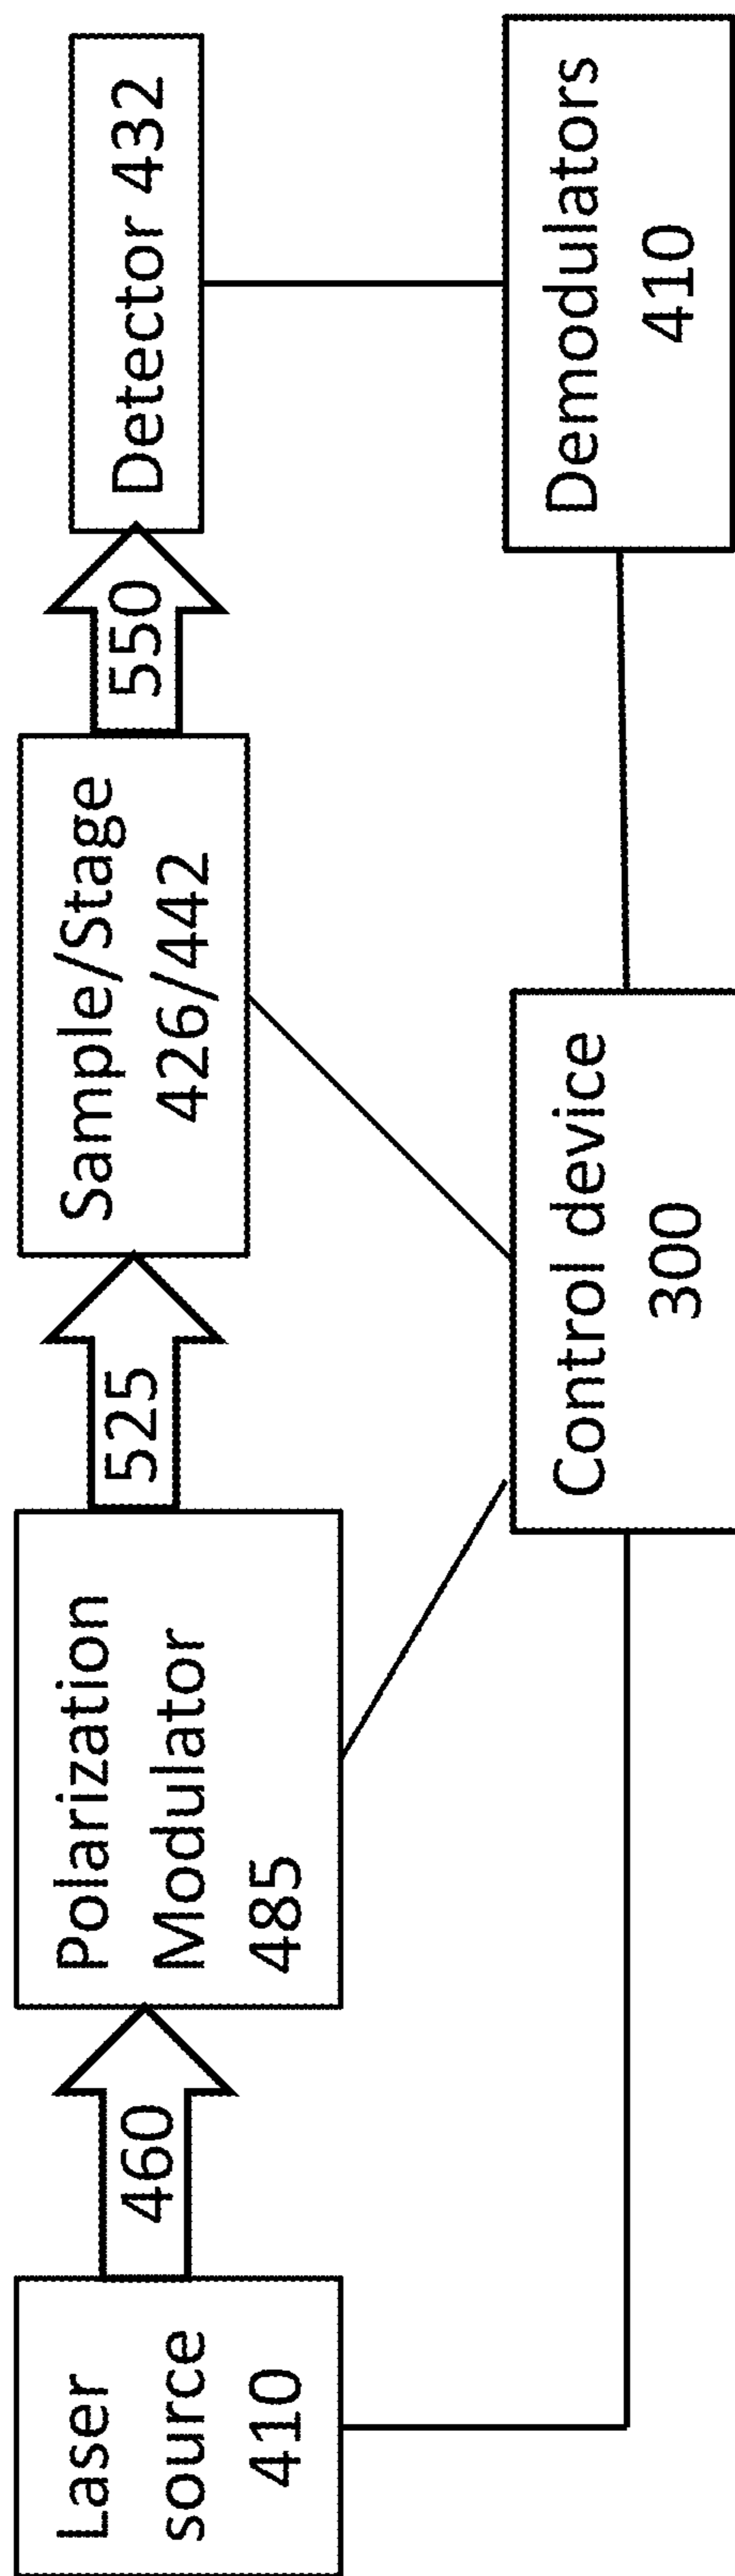 Laser
source
410
460
Polarization
Modulator
485
525
Sample/Stage
426/442
550
Detector 432
Control device
300
Demodulators
410